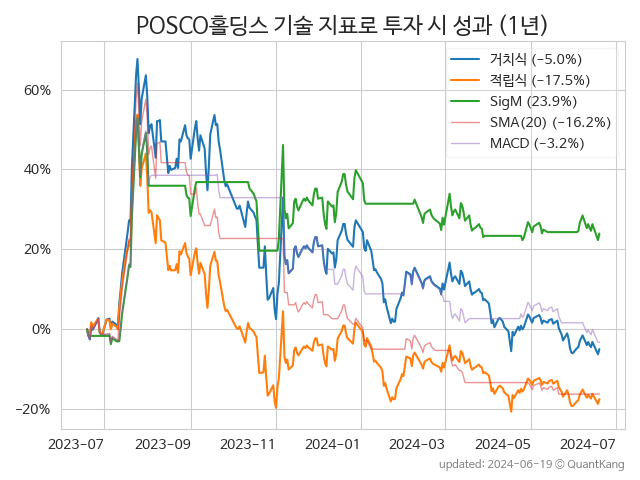 POSCO홀딩스 기술 지표로 투자 시 성과 (1년)
거치식 (−5.0%)
적립식 (−17.5%)
SigM (23.9%)
SMA(20) (−16.2%)
MACD (−3.2%)
60%
40%
20%
0%
−20%
2023-07 2023-09 2023-11 2024-01 2024-03 2024-05 2024-07
updated: 2024-06-19 © QuantKang